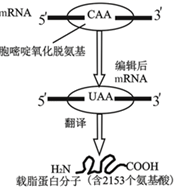 mRNA
5' CAA 3'
胞嘧啶氧化脱氨基
编辑后
mRNA
5' UAA 3'
翻译
H₂N COOH
载脂蛋白分子(含2153个氨基酸)